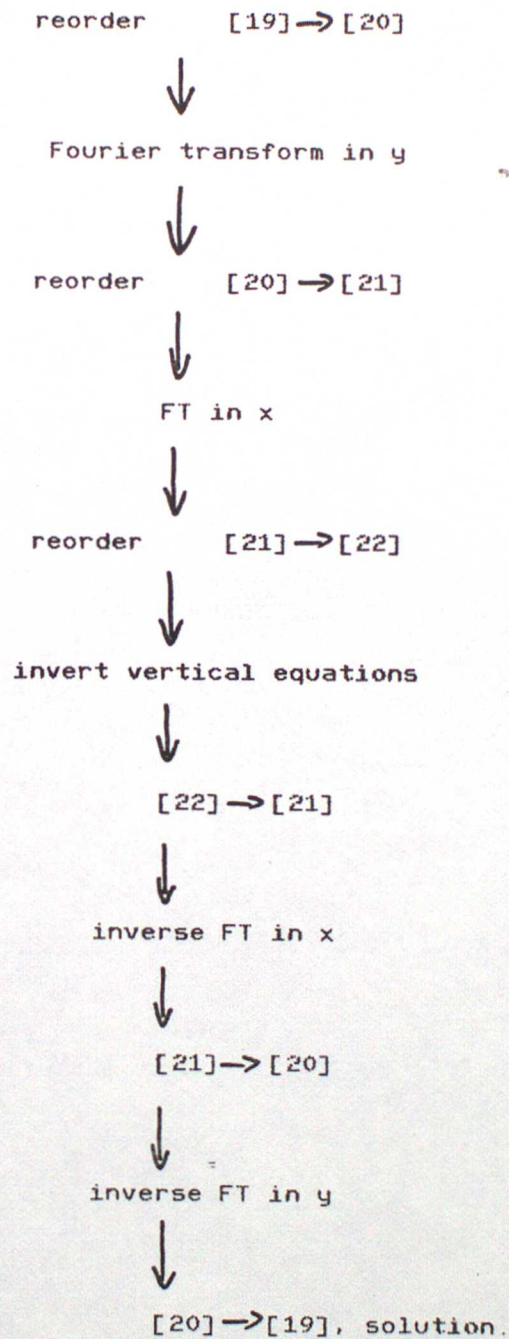 reorder [19]→[20]
Fourier transform in y
reorder [20]→[21]
FT in x
reorder [21]→[22]
invert vertical equations
[22]→[21]
inverse FT in x
[21]→[20]
inverse FT in y
[20]→[19], solution.